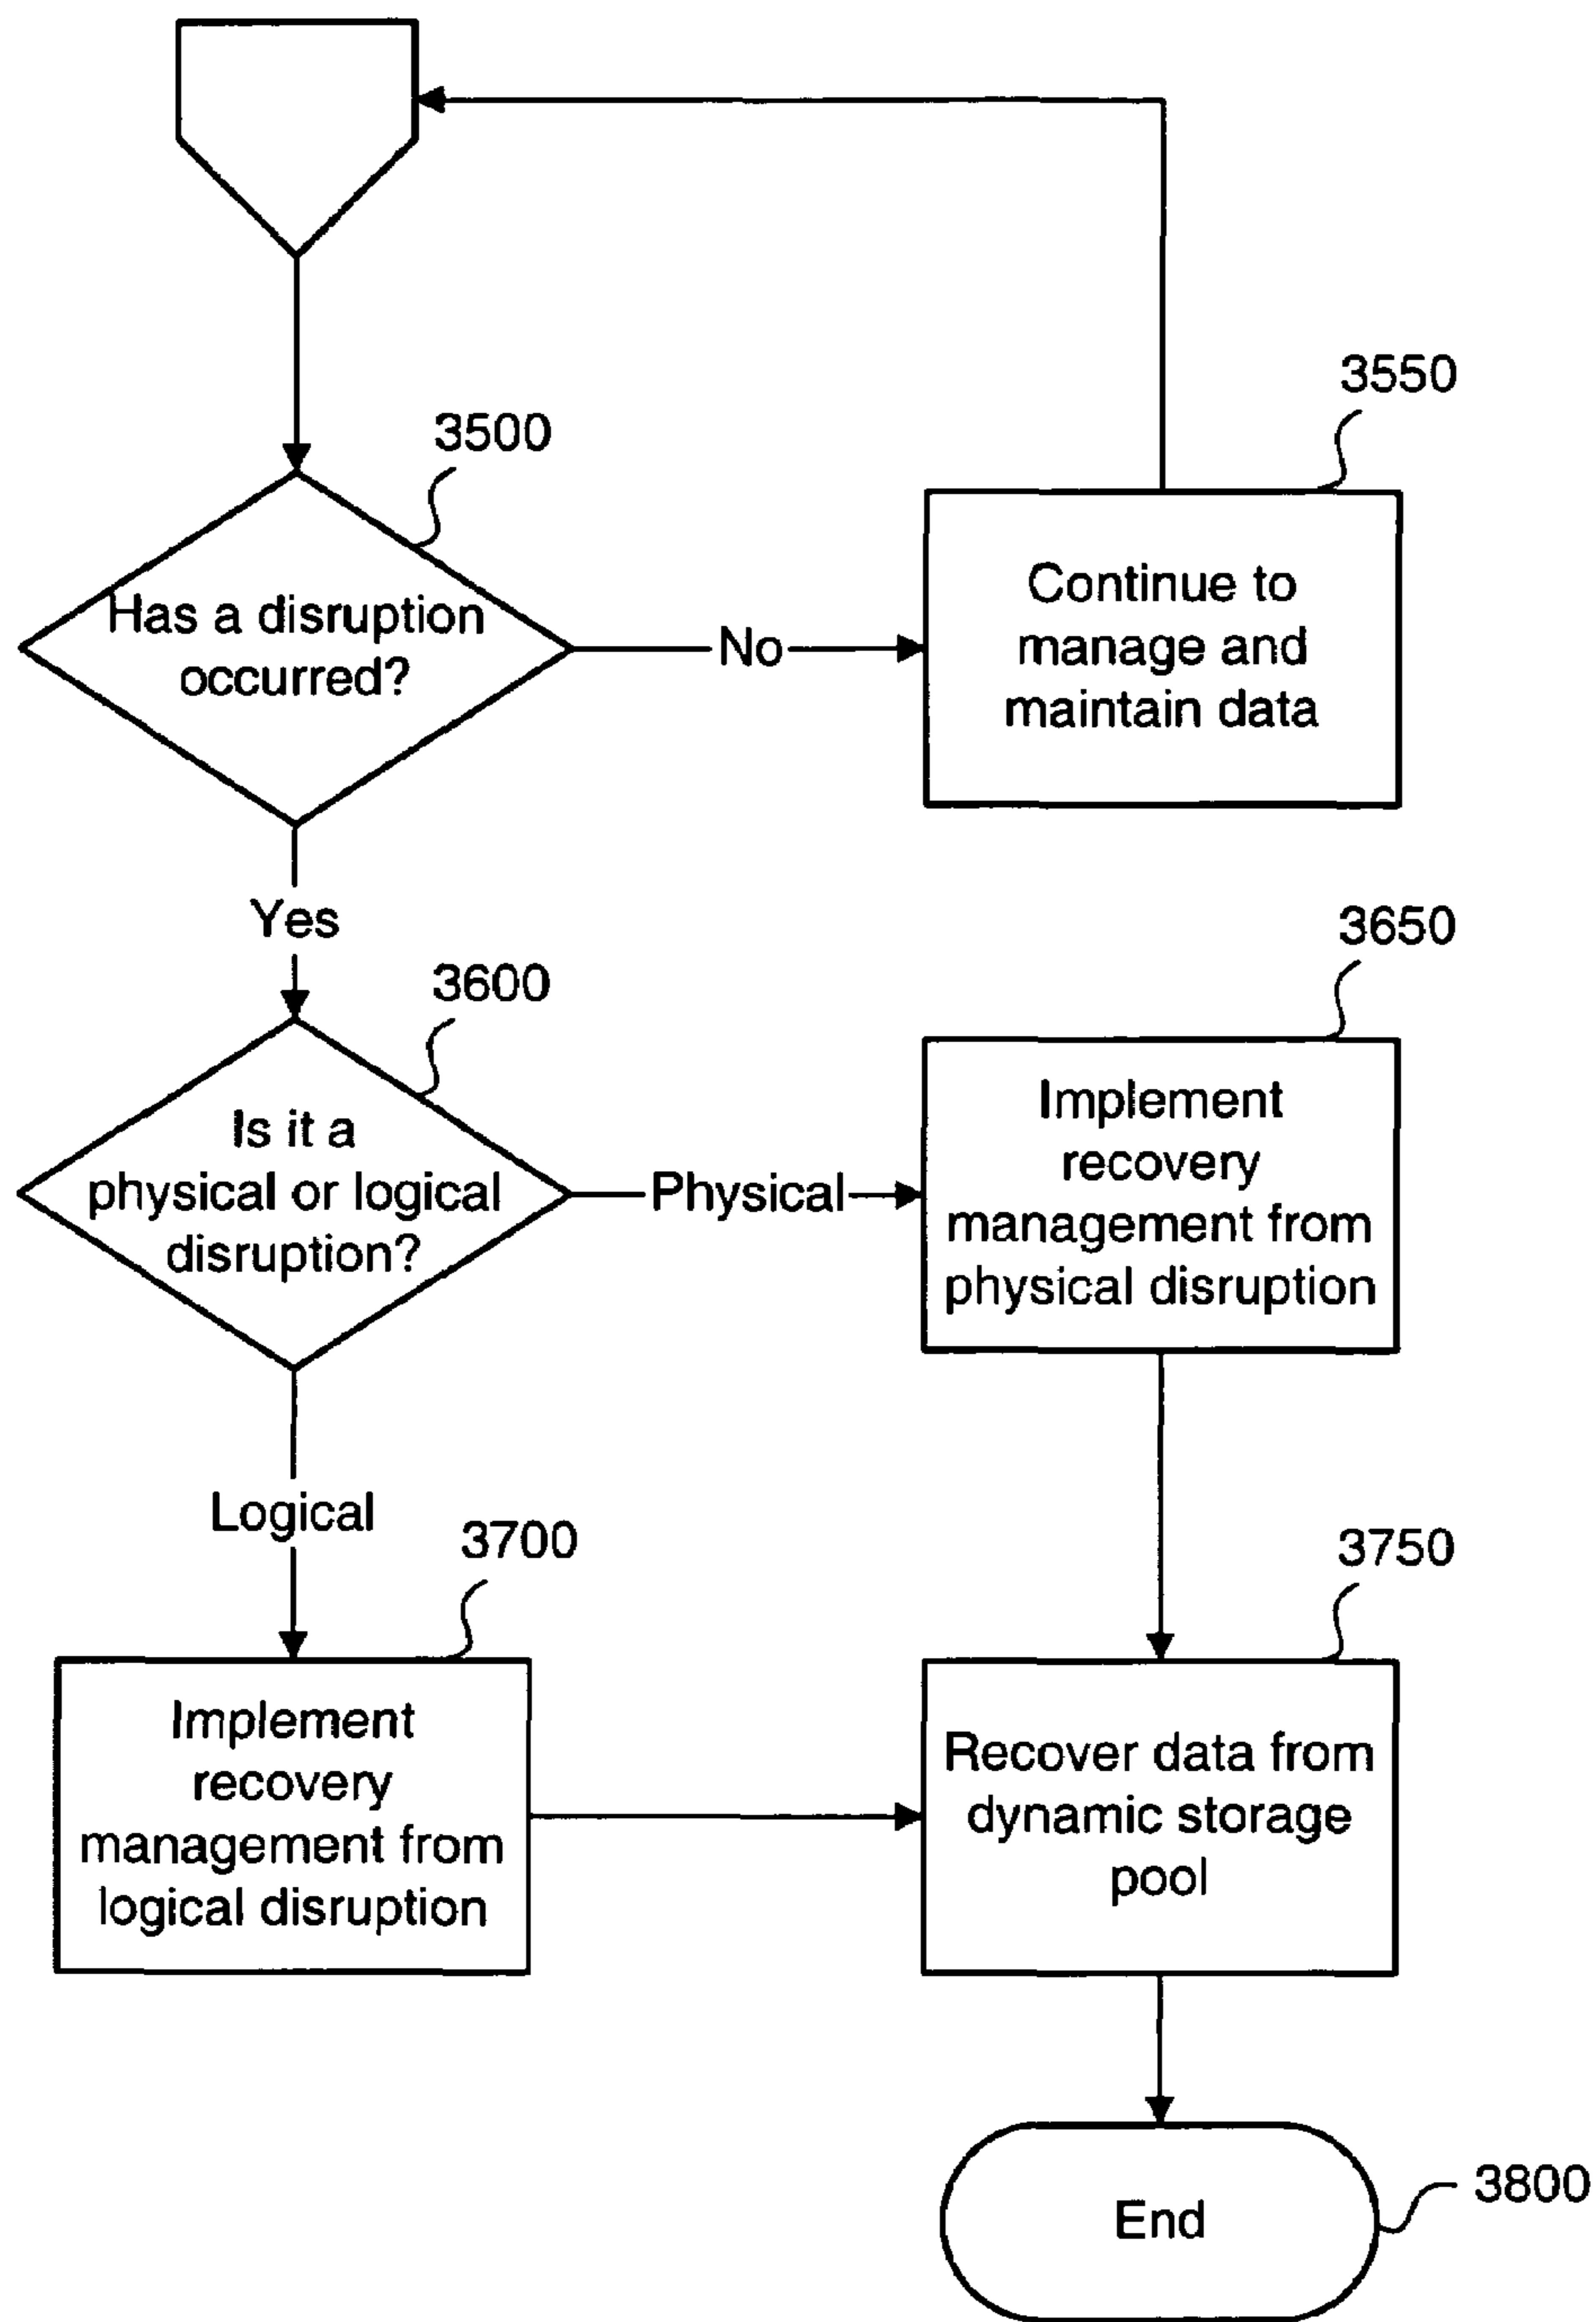 3550
3500
Has a disruption
occurred?
No
Continue to
manage and
maintain data
Yes
3650
3600
Is it a
physical or logical
disruption?
Physical
Implement
recovery
management from
physical disruption
Logical
3700
3750
Implement
recovery
management from
logical disruption
Recover data from
dynamic storage
pool
End
3800